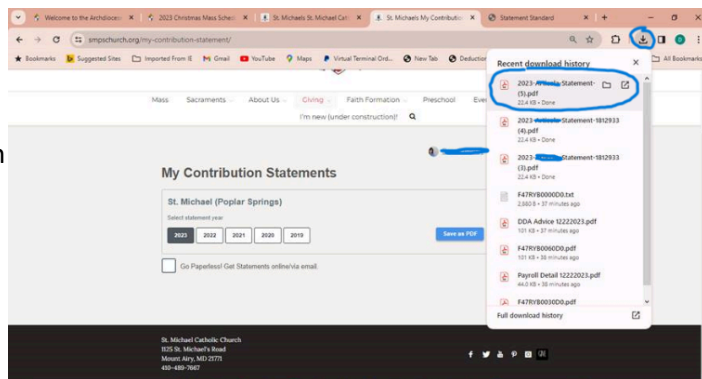 Welcome to the Archdioces
2023 Christmas Mass Sched
St. Michaels St. Michael Cat
St. Michaels My Contributio
Statement Standard
smpschurch.org/my-contribution-statement/
Bookmarks
Suggested Sites
Imported From IE
Gmail
YouTube
Maps
Virtual Terminal Ord...
New Tab
Deduction
All Bookmarks
Recent download history
2023-
Statement-
(5).pdf
22.4 KB • Done
2023
Statement-1812933
(4).pdf
22.4 KB • Done
2023-
Statement-1812933
(3).pdf
22.4 KB • Done
F47RYB0000D0.txt
2,660 B • 37 minutes ago
DDA Advice 12222023.pdf
101 KB • 37 minutes ago
F47RYB0060D0.pdf
101 KB • 38 minutes ago
Payroll Detail 12222023.pdf
44.0 KB • 38 minutes ago
F47RYB0030D0.pdf
Full download history
Mass
Sacraments
About Us
Giving
Faith Formation
Preschool
Eve
I'm new (under construction)!
n
My Contribution Statements
St. Michael (Poplar Springs)
Select statement year
2023
2022
2021
2020
2019
Save as PDF
Go Paperless! Get Statements online/via email.
St. Michael Catholic Church
1125 St. Michael's Road
Mount Airy, MD 21771
410-489-7667